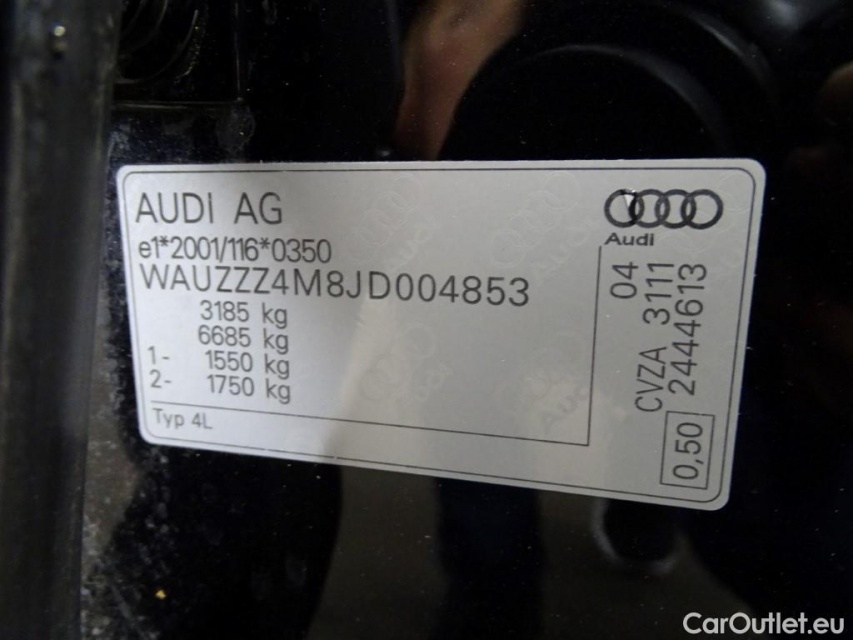 AUDI AG
e1*2001/116*0350
WAUZZZ4M8JD004853
3185 kg
6685 kg
1- 1550 kg
2- 1750 kg
Typ 4L
Audi
04
CVZA 3111
2444613
0,50
CarOutlet.eu